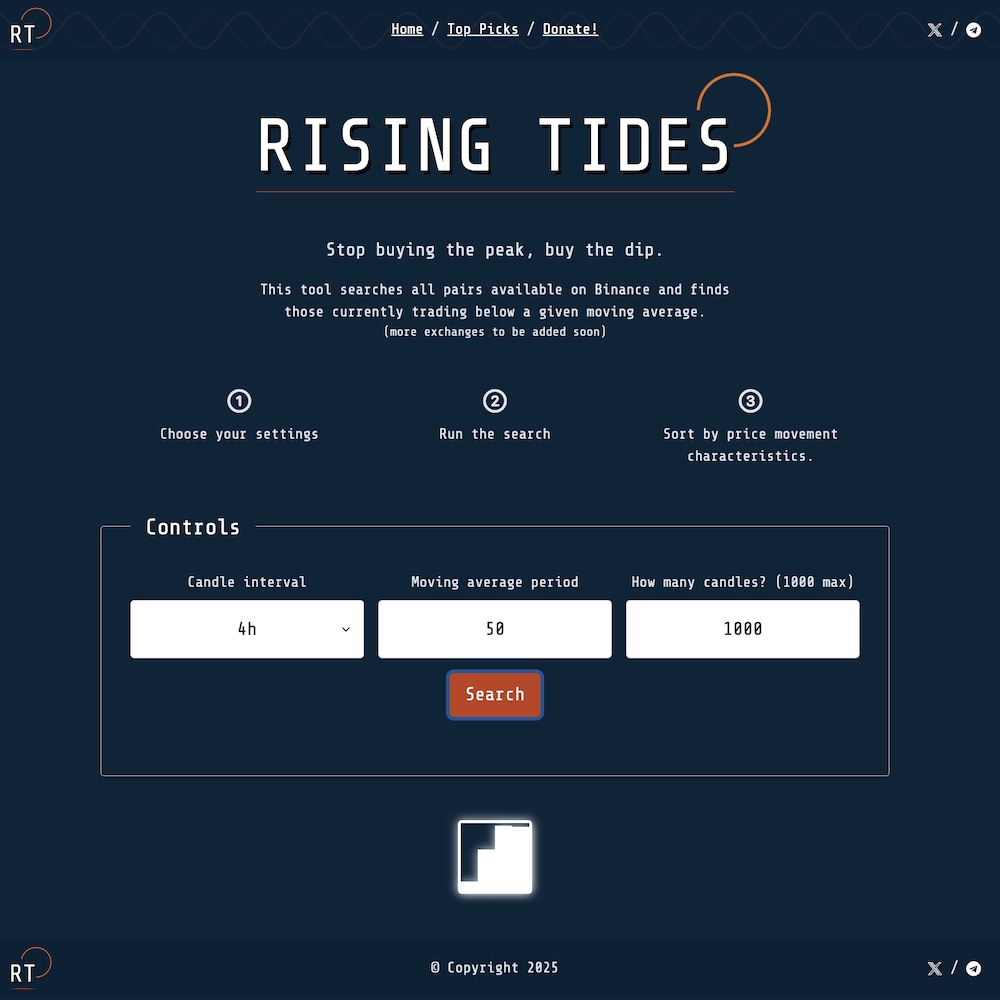 RT
Home / Top Picks / Donate!
/
RISING TIDES
Stop buying the peak, buy the dip.
This tool searches all pairs available on Binance and finds
those currently trading below a given moving average.
(more exchanges to be added soon)
1
Choose your settings
2
Run the search
3
Sort by price movement
characteristics.
Controls
Candle interval
4h
Moving average period
50
How many candles? (1000 max)
1000
Search
RT
© Copyright 2025
/